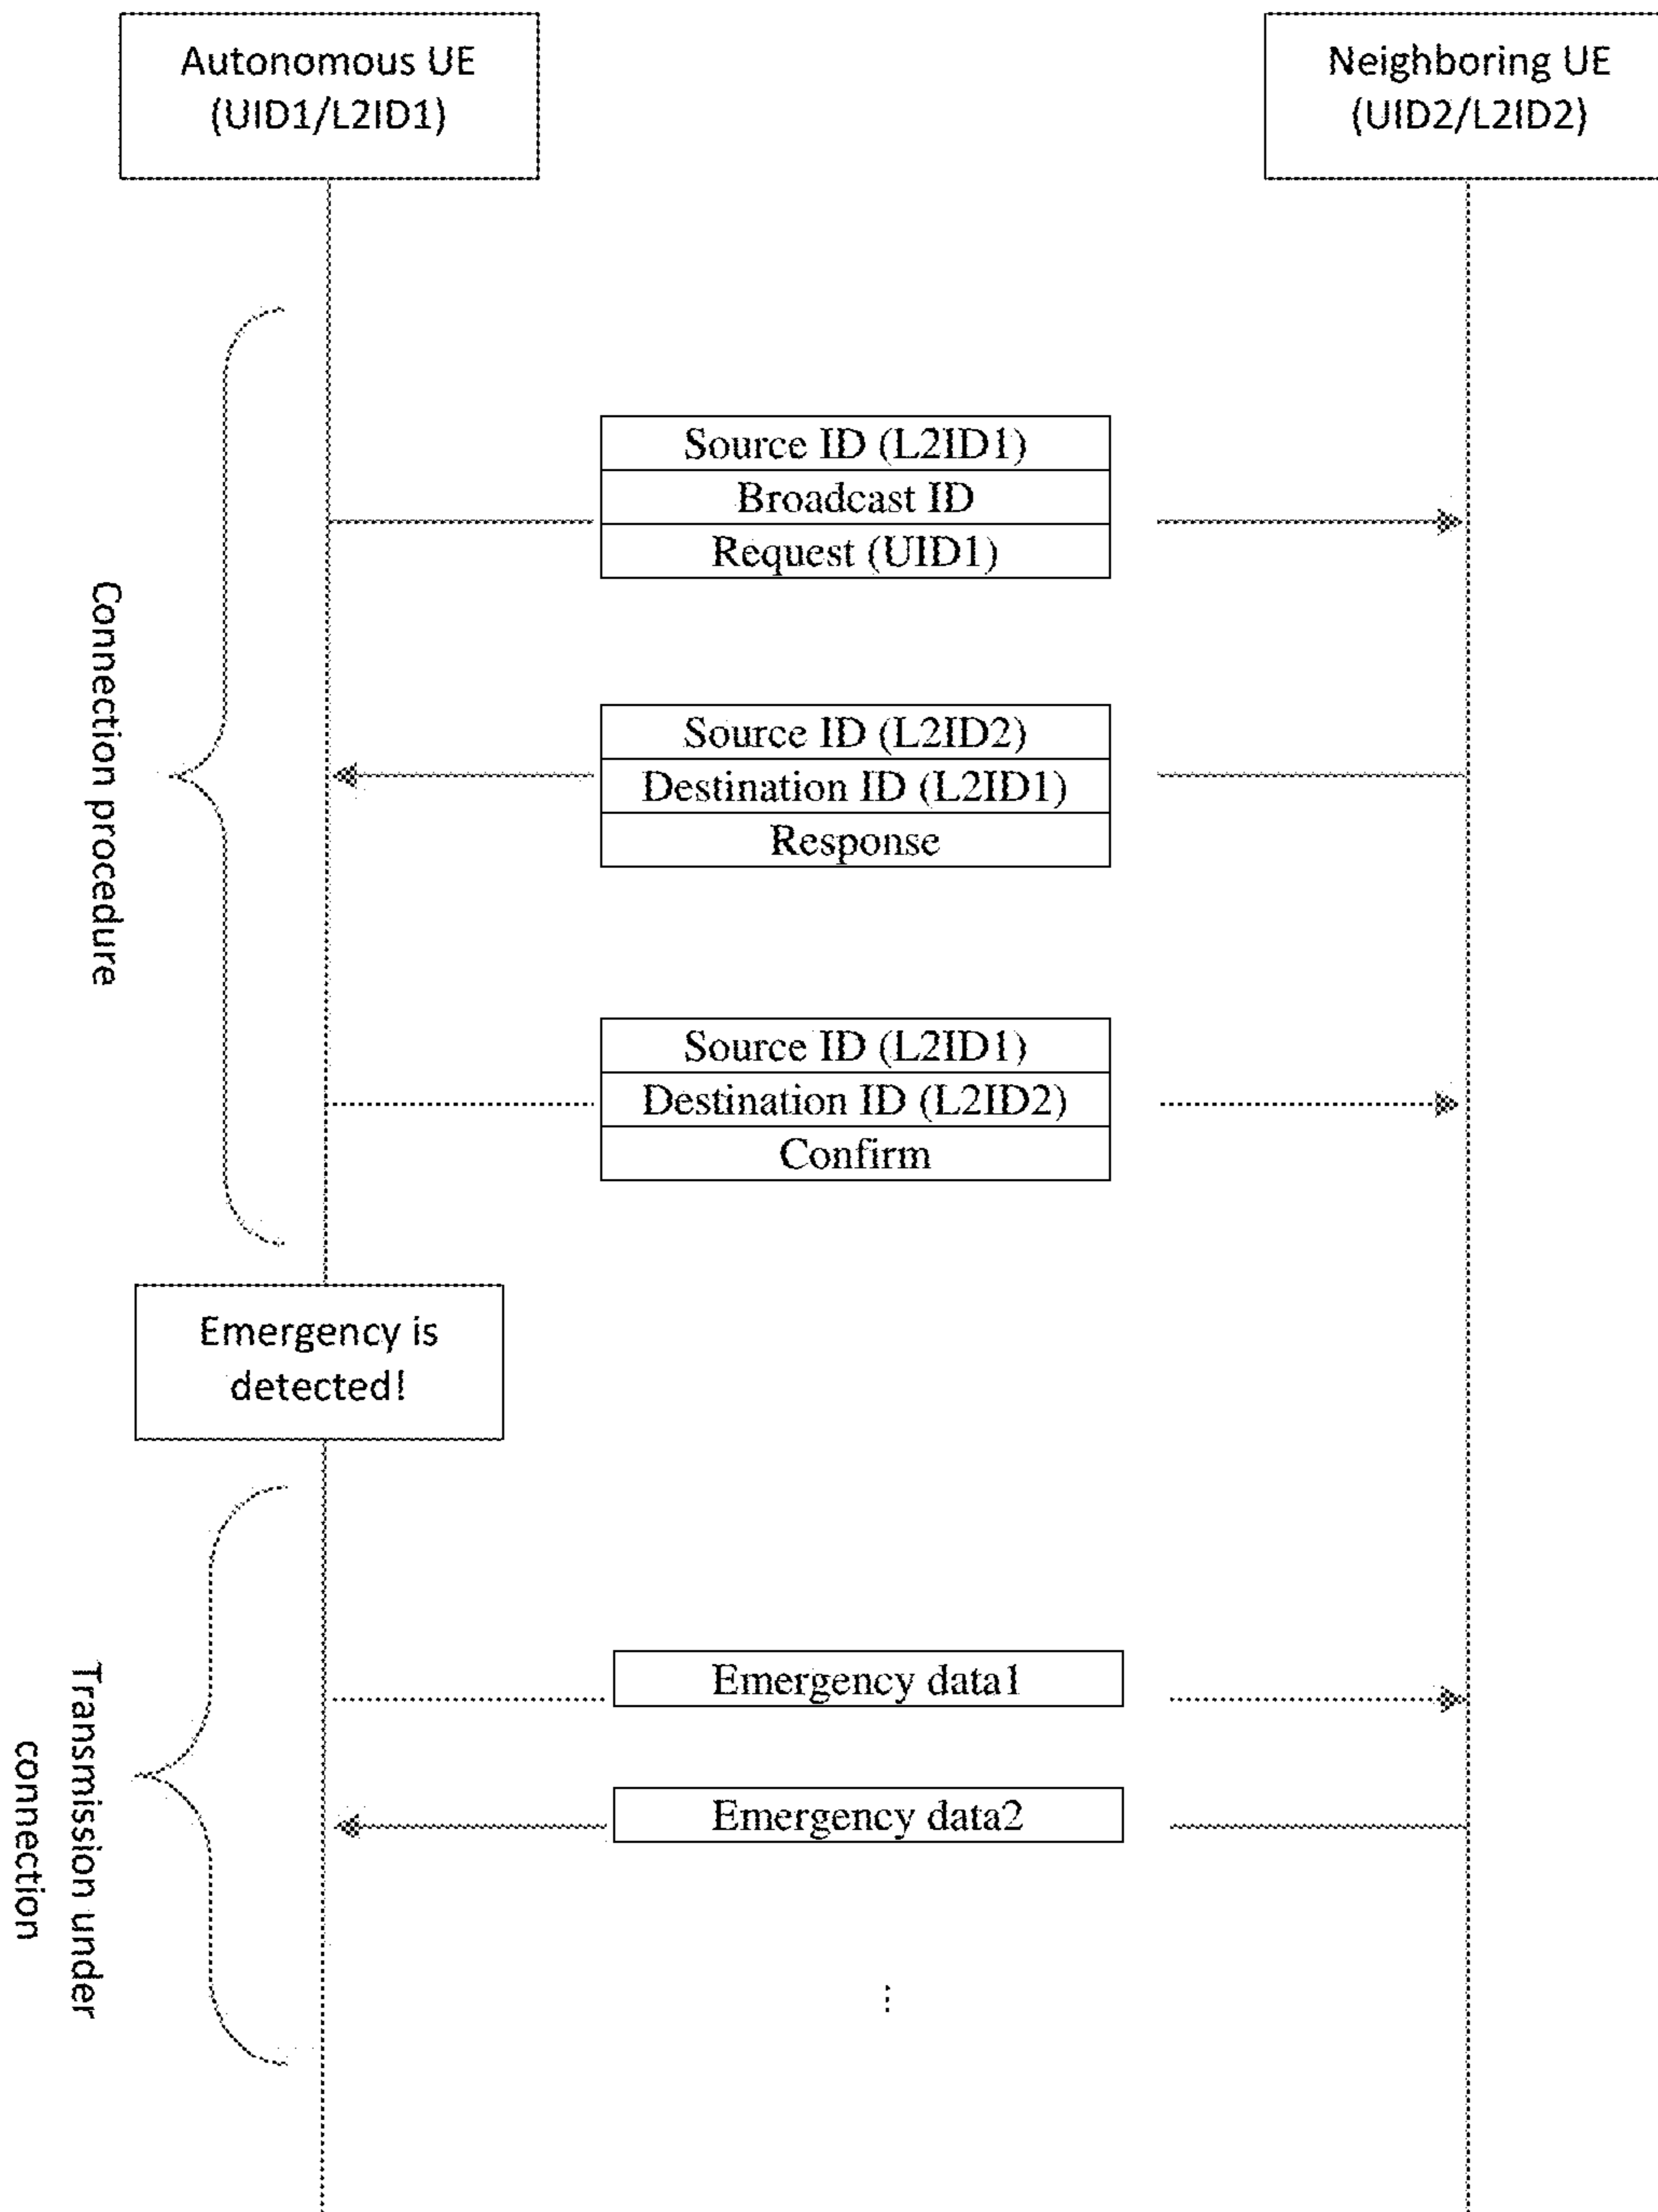 Autonomous UE
(UID1/L2ID1)
Neighboring UE
(UID2/L2ID2)
Connection procedure
Source ID (L2ID1)
Broadcast ID
Request (UID1)
Source ID (L2ID2)
Destination ID (L2ID1)
Response
Source ID (L2ID1)
Destination ID (L2ID2)
Confirm
Emergency is
detected!
Transmission under
connection
Emergency data1
Emergency data2
...